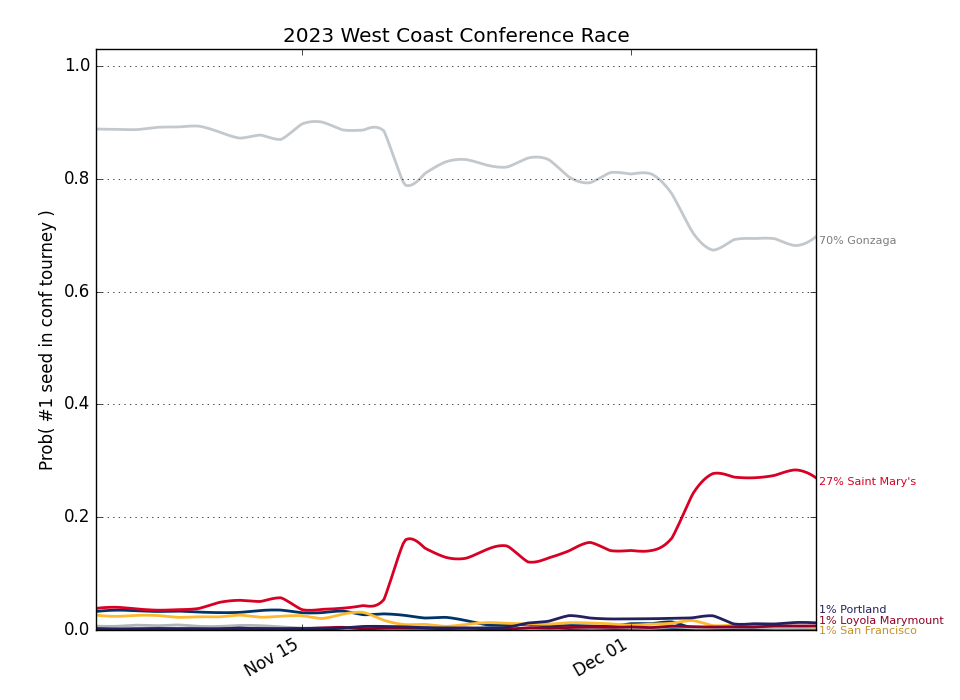 2023 West Coast Conference Race
Prob( #1 seed in conf tourney )
1.0
0.8
0.6
0.4
0.2
0.0
Nov 15
Dec 01
70% Gonzaga
27% Saint Mary's
1% Portland
1% Loyola Marymount
1% San Francisco